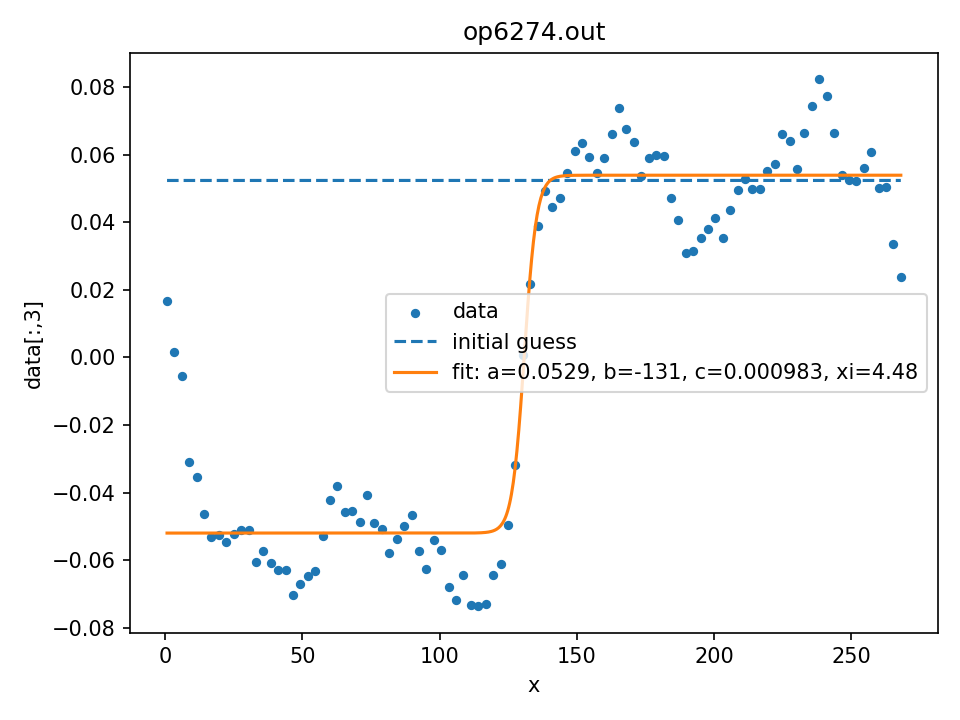 op6274.out
0.08
0.06
0.04
0.02
0.00
−0.02
−0.04
−0.06
−0.08
data[:,3]
data
initial guess
fit: a=0.0529, b=-131, c=0.000983, xi=4.48
0 50 100 150 200 250
x